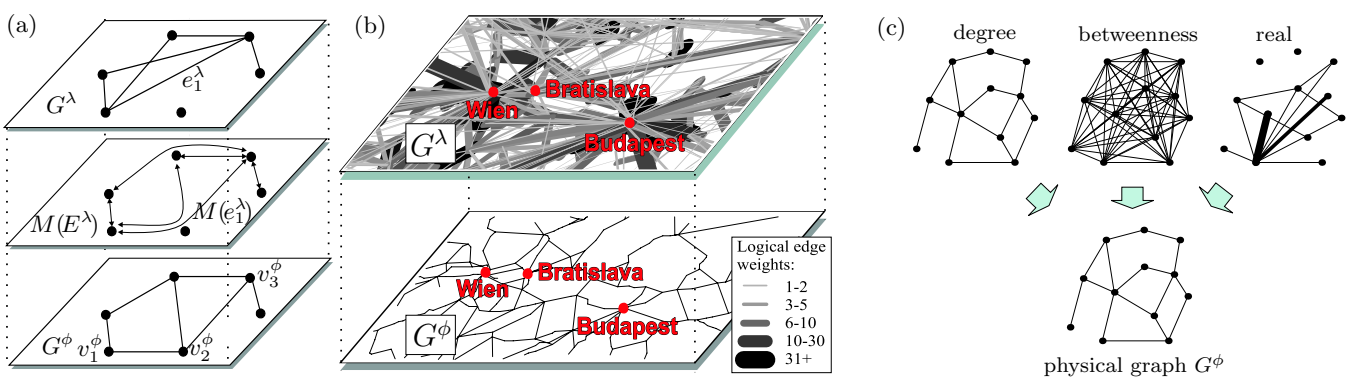 (a)
G^λ
e_1^λ
M(E^λ)
M(e_1^λ)
G^ϕ
v_1^ϕ
v_2^ϕ
v_3^ϕ
(b)
Wien
Bratislava
Budapest
G^λ
Wien
Bratislava
Budapest
G^ϕ
Logical edge
weights:
1-2
3-5
6-10
10-30
31+
(c)
degree
betweenness
real
physical graph G^ϕ